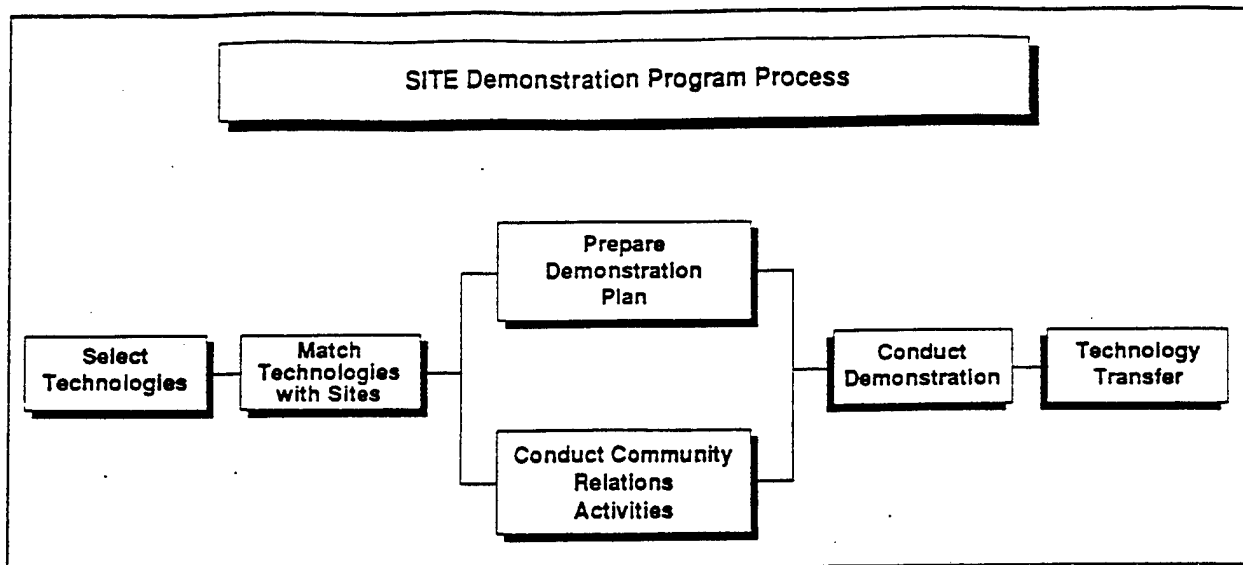 SITE Demonstration Program Process
Select
Technologies
Match
Technologies
with Sites
Prepare
Demonstration
Plan
Conduct Community
Relations
Activities
Conduct
Demonstration
Technology
Transfer